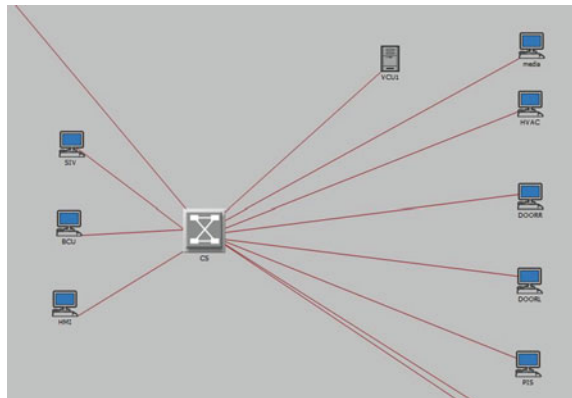 media
VCU1
HVAC
SIV
DOORR
BCU
CS
DOORL
HMI
PIS